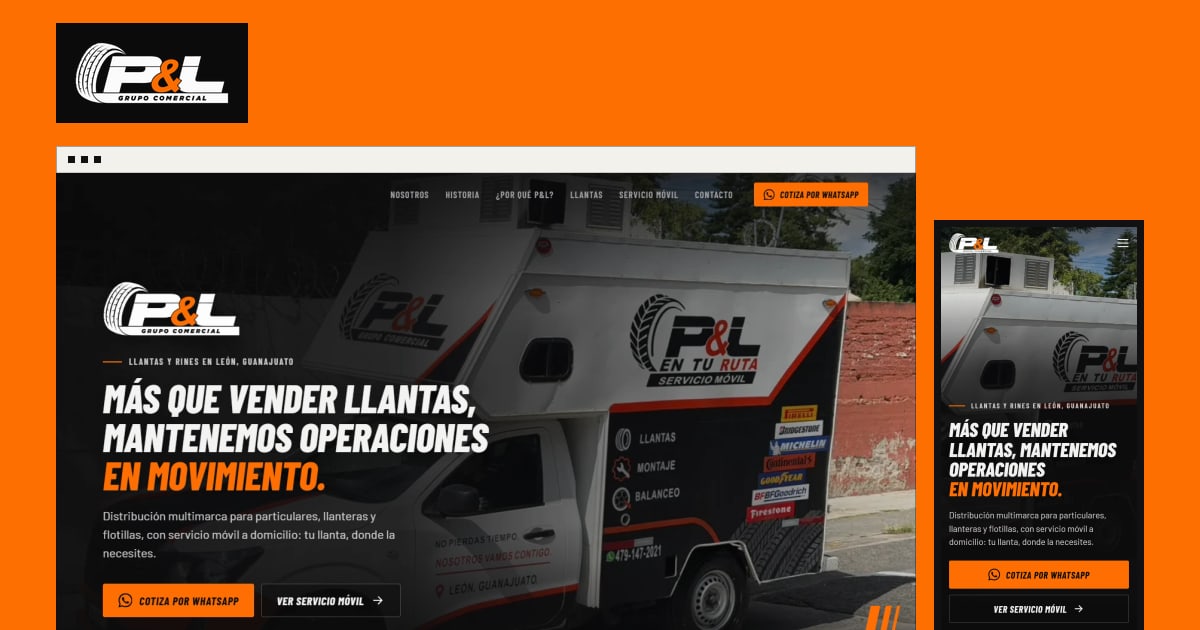 P&L
GRUPO COMERCIAL
NOSOTROS HISTORIA ¿POR QUÉ P&L? LLANTAS SERVICIO MÓVIL CONTACTO COTIZA POR WHATSAPP
P&L
GRUPO COMERCIAL
LLANTAS Y RINES EN LEÓN, GUANAJUATO
MÁS QUE VENDER LLANTAS,
MANTENEMOS OPERACIONES
EN MOVIMIENTO.
Distribución multimarca para particulares, llanteras y
flotillas, con servicio móvil a domicilio: tu llanta, donde la
necesites.
COTIZA POR WHATSAPP VER SERVICIO MÓVIL →
P&L
GRUPO COMERCIAL
P&L
EN TU RUTA
SERVICIO MÓVIL
LLANTAS
MONTAJE
BALANCEO
PIRELLI
BRIDGESTONE
MICHELIN
Continental
GOODYEAR
BFGoodrich
Firestone
NO PIERDAS TIEMPO
NOSOTROS VAMOS CONTIGO.
LEÓN, GUANAJUATO.
479-147-2021
P&L
P&L
EN TU RUTA
SERVICIO MÓVIL
LLANTAS Y RINES EN LEÓN, GUANAJUATO
MÁS QUE VENDER
LLANTAS, MANTENEMOS
OPERACIONES
EN MOVIMIENTO.
Distribución multimarca para particulares,
llanteras y flotillas, con servicio móvil a
domicilio: tu llanta, donde la necesites.
COTIZA POR WHATSAPP
VER SERVICIO MÓVIL →